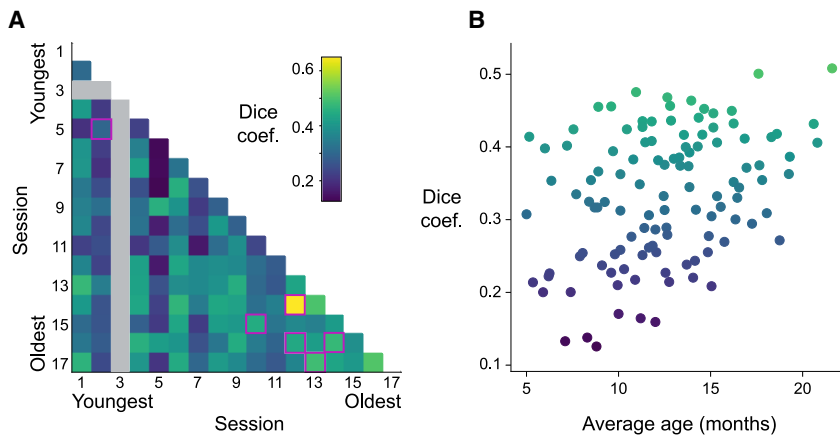 A
Youngest
Oldest
Session
1
3
5
7
9
11
13
15
17
Dice
coef.
0.6
0.4
0.2
1 3 5 7 9 11 13 15 17
Youngest Oldest
Session
B
Dice
coef.
0.5
0.4
0.3
0.2
0.1
5 10 15 20
Average age (months)